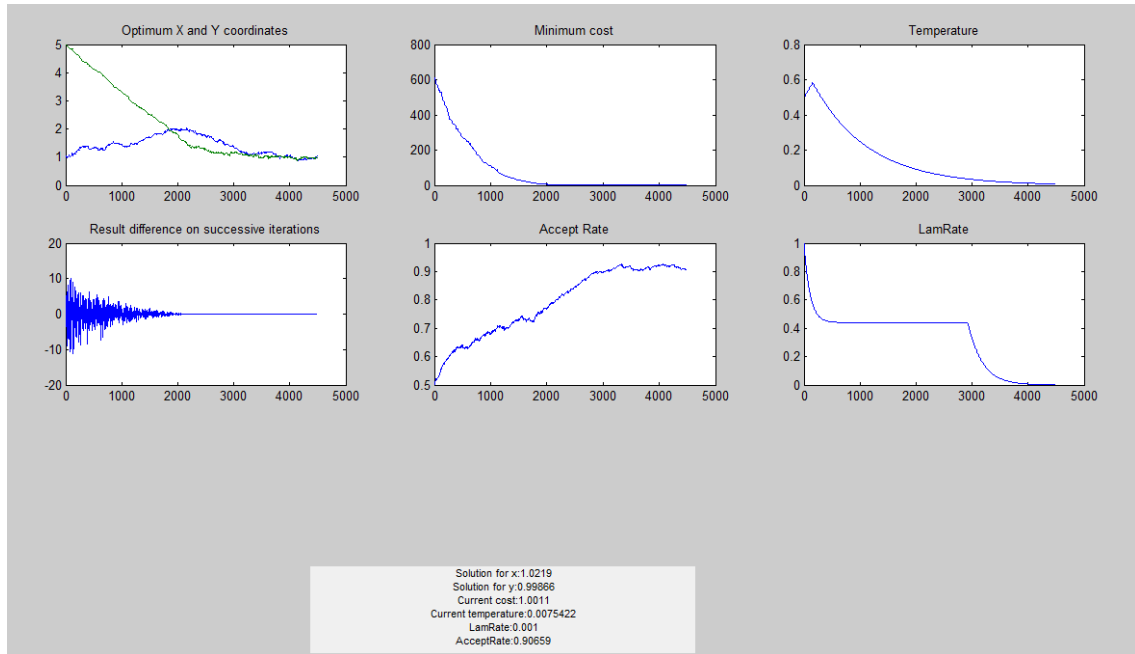 Optimum X and Y coordinates
5
4
3
2
1
0
0 1000 2000 3000 4000 5000
Minimum cost
800
600
400
200
0
0 1000 2000 3000 4000 5000
Temperature
0.8
0.6
0.4
0.2
0
0 1000 2000 3000 4000 5000
Result difference on successive iterations
20
10
0
-10
-20
0 1000 2000 3000 4000 5000
Accept Rate
1
0.9
0.8
0.7
0.6
0.5
0 1000 2000 3000 4000 5000
LamRate
1
0.8
0.6
0.4
0.2
0
0 1000 2000 3000 4000 5000
Solution for x:1.0219
Solution for y:0.99866
Current cost:1.0011
Current temperature:0.0075422
LamRate:0.001
AcceptRate:0.90659